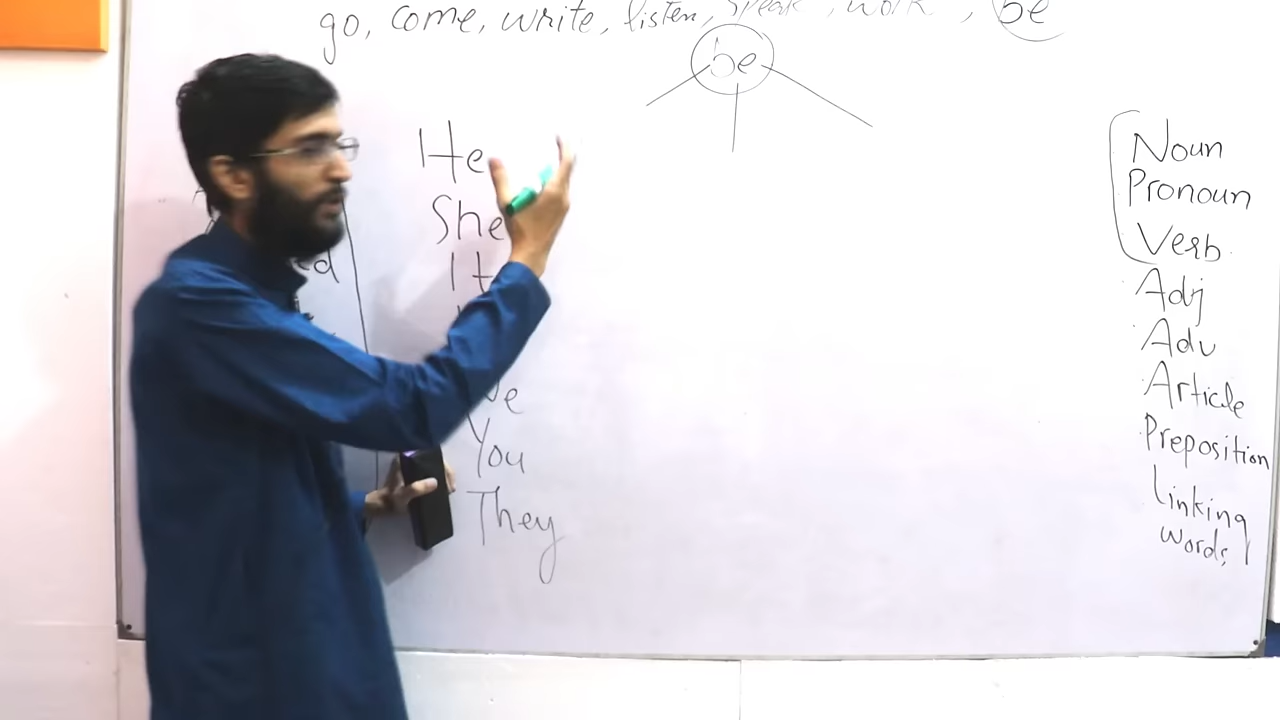 go, come, write, listen, speak, work, be
be
He
She
It
You
They
Noun
Pronoun
Verb
Adj
Adv
Article
Preposition
Linking
words